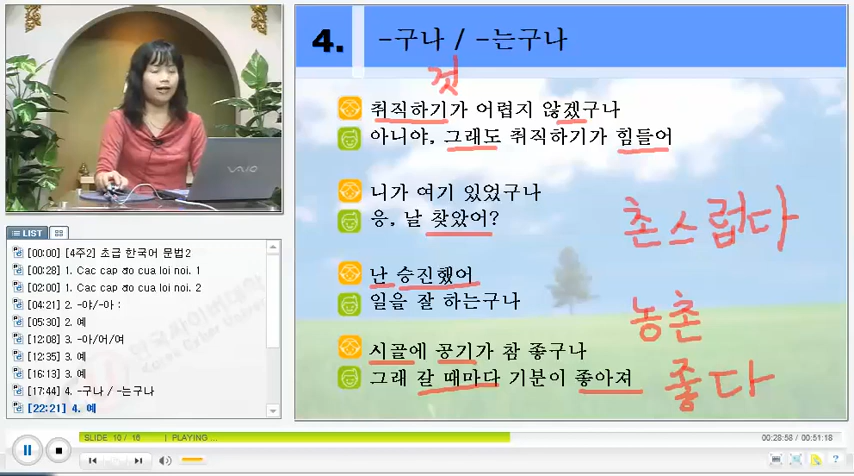 4. -구나 / -는구나
것
취직하기가 어렵지 않겠구나
아니야, 그래도 취직하기가 힘들어
니가 여기 있었구나
응, 날 찾았어?
촌스럽다
난 승진했어
일을 잘 하는구나
농촌
시골에 공기가 참 좋구나
그래 갈 때마다 기분이 좋아져
좋다
VAIO
LIST
[00:00] [4주2] 초급 한국어 문법2
[00:28] 1. Cac cap đo cua loi noi. 1
[02:00] 1. Cac cap đo cua loi noi. 2
[04:21] 2. -야/-아 :
[05:30] 2. 예
[12:08] 3. -아/어/여
[12:35] 3. 예
[16:13] 3. 예
[17:44] 4. -구나 / -는구나
[22:21] 4. 예
SLIDE 10 / 16 | PLAYING ...
00:28:58 / 00:51:18